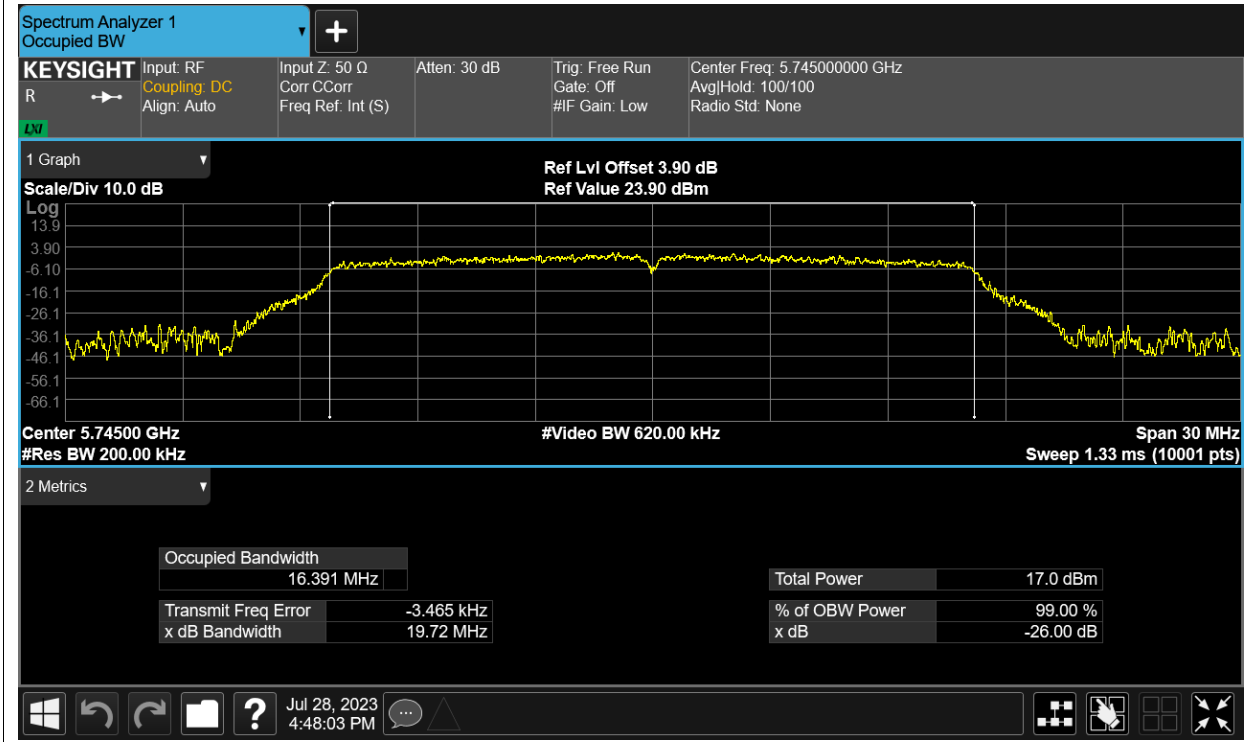 Spectrum Analyzer 1
Occupied BW
KEYSIGHT
R
LXI
Input: RF
Coupling: DC
Align: Auto
Input Z: 50 Ω
Corr CCorr
Freq Ref: Int (S)
Atten: 30 dB
Trig: Free Run
Gate: Off
#IF Gain: Low
Center Freq: 5.745000000 GHz
Avg|Hold: 100/100
Radio Std: None
1 Graph
Ref Lvl Offset 3.90 dB
Scale/Div 10.0 dB
Ref Value 23.90 dBm
Log
13.9
3.90
-6.10
-16.1
-26.1
-36.1
-46.1
-56.1
-66.1
Center 5.74500 GHz
#Video BW 620.00 kHz
Span 30 MHz
#Res BW 200.00 kHz
Sweep 1.33 ms (10001 pts)
2 Metrics
Occupied Bandwidth
16.391 MHz
Total Power 17.0 dBm
Transmit Freq Error -3.465 kHz
% of OBW Power 99.00 %
x dB Bandwidth 19.72 MHz
x dB -26.00 dB
Jul 28, 2023
4:48:03 PM